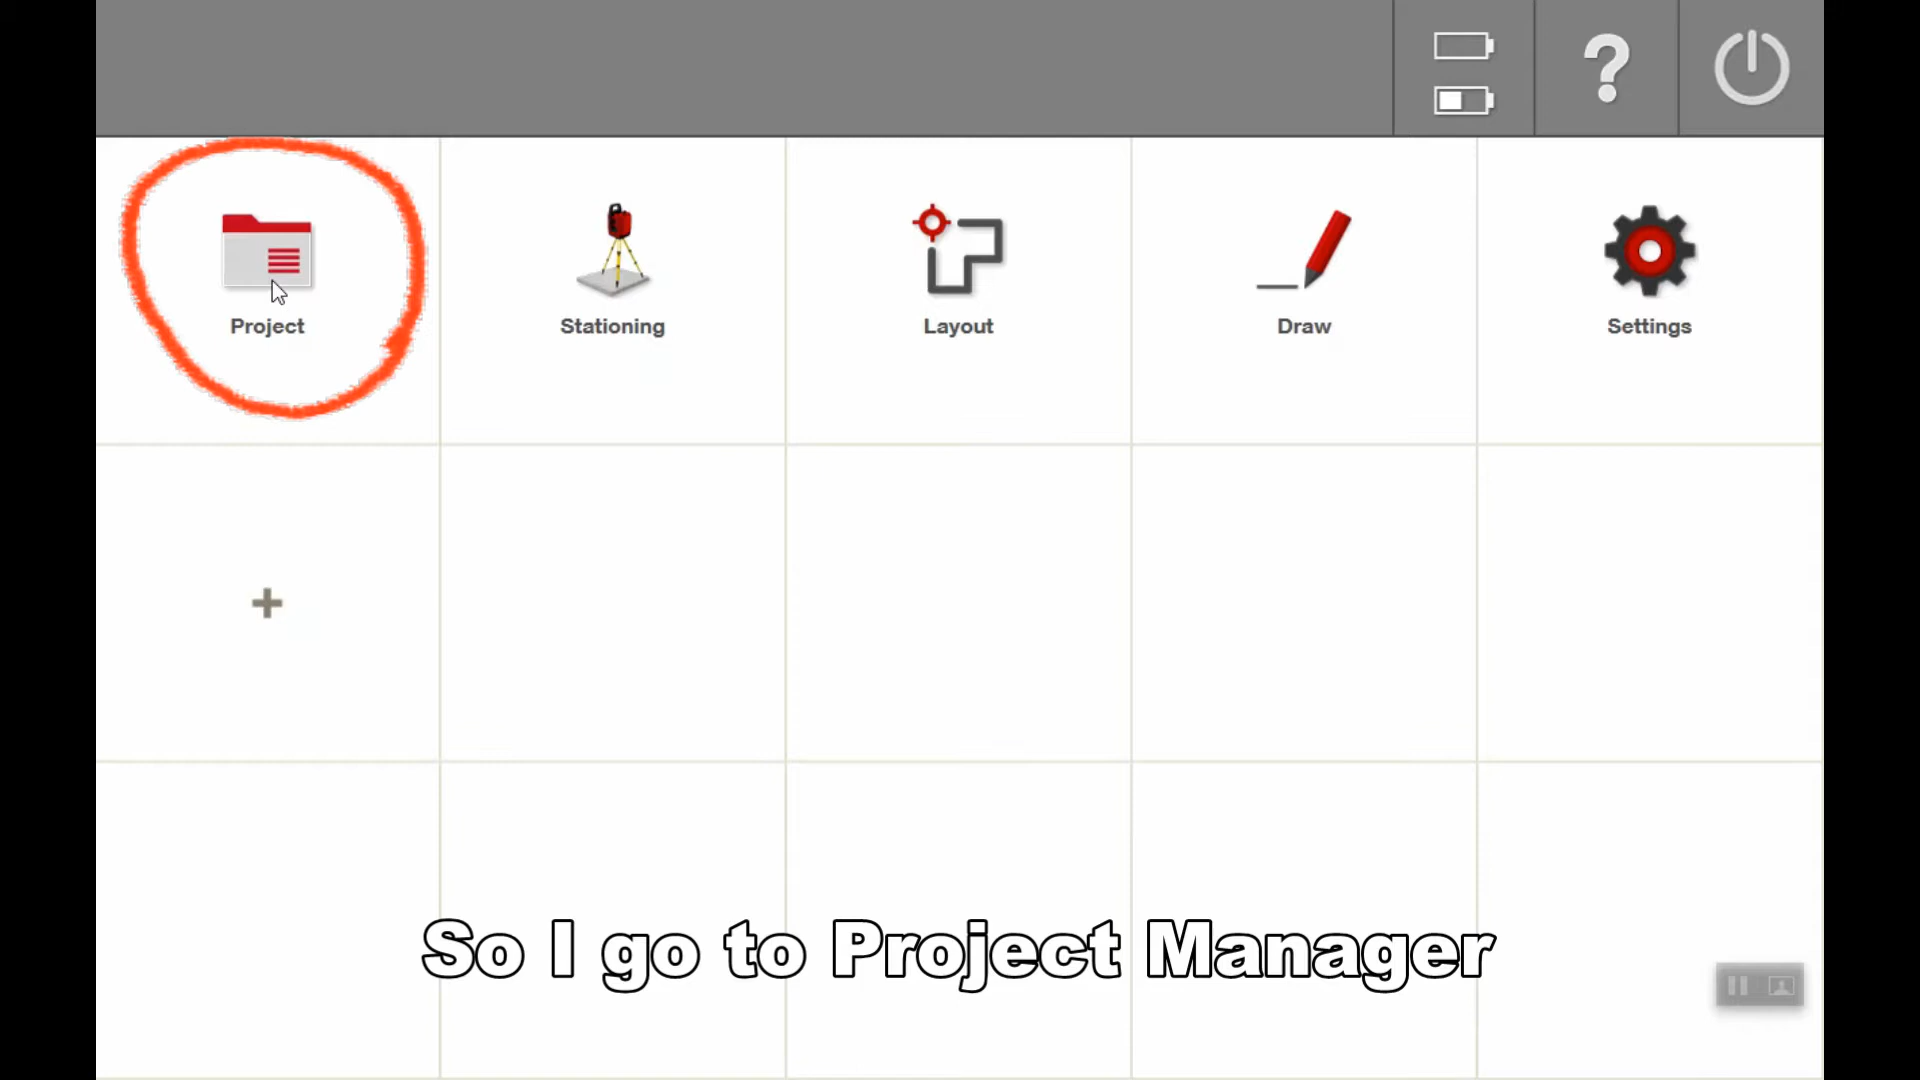 ?
Project
Stationing
Layout
Draw
Settings
So I go to Project Manager